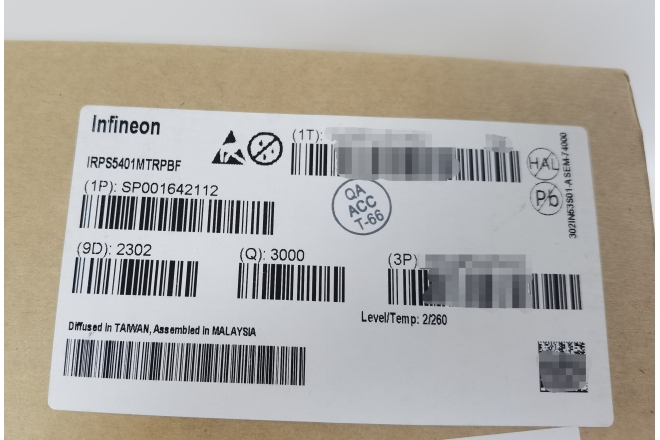 Infineon
(1T):
IRPS5401MTRPBF
(1P): SP001642112
HAL
Pb
QA
ACC
T-66
(9D): 2302
(Q): 3000
(3P)
Level/Temp: 2/260
Diffused in TAIWAN, Assembled in MALAYSIA